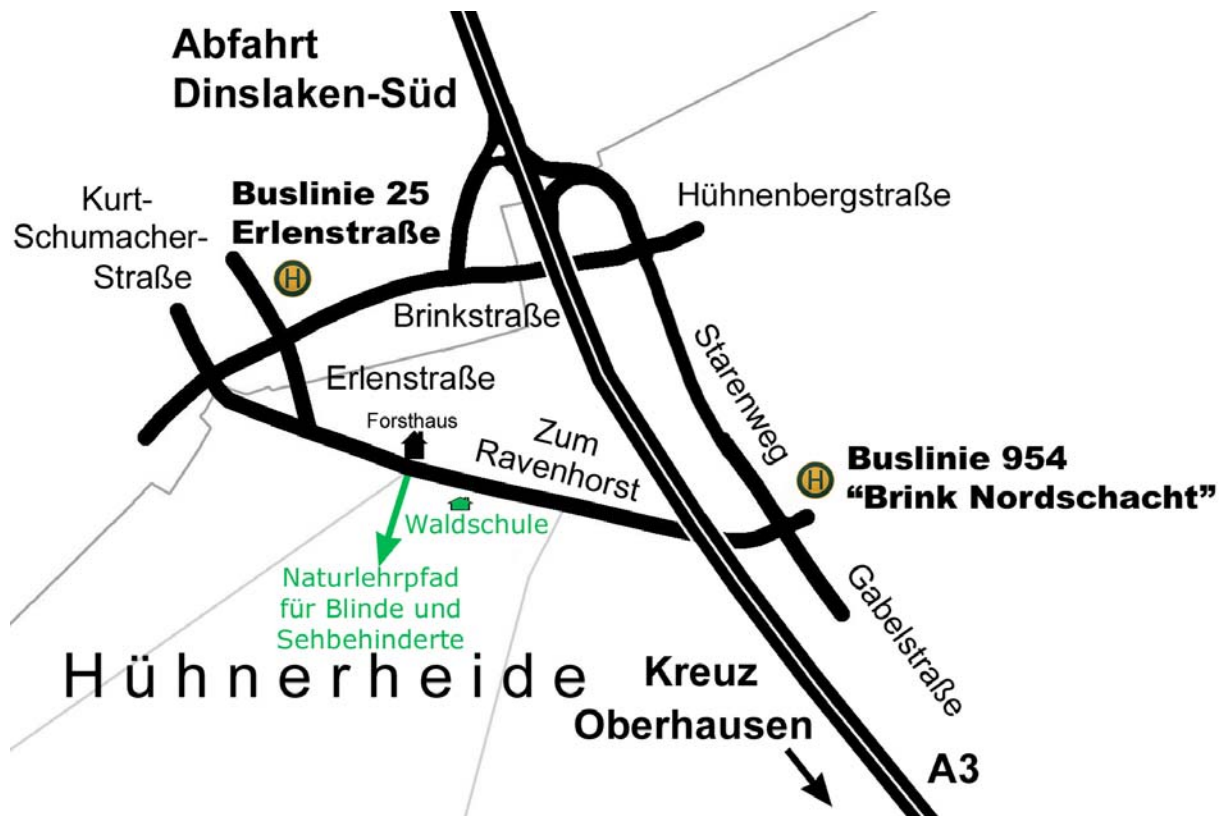 Abfahrt
Dinslaken-Süd
Kurt-
Schumacher-
Straße
Buslinie 25
Erlenstraße
H
Hühnenbergstraße
Brinkstraße
Erlenstraße
Starenweg
Forsthaus
Zum
Ravenhorst
H
Buslinie 954
“Brink Nordschacht”
Waldschule
Naturlehrpfad
für Blinde und
Sehbehinderte
Gabelstraße
Hühnerheide
Kreuz
Oberhausen
A3